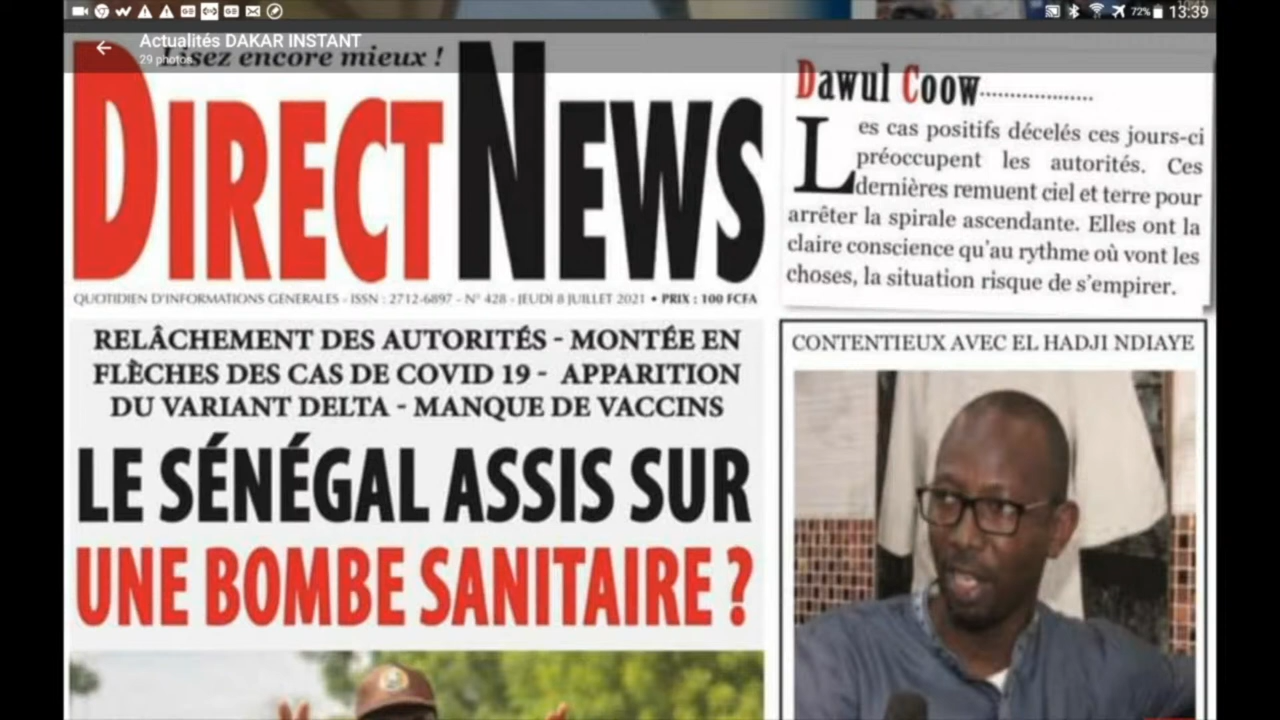 72% 13:39
Actualités DAKAR INSTANT
29 photos
Lisez encore mieux !
DIRECT NEWS
QUOTIDIEN D'INFORMATIONS GENERALES - ISSN : 2712-6897 - N° 428 - JEUDI 8 JUILLET 2021 • PRIX : 100 FCFA
RELÂCHEMENT DES AUTORITÉS - MONTÉE EN
FLÈCHES DES CAS DE COVID 19 - APPARITION
DU VARIANT DELTA - MANQUE DE VACCINS
LE SÉNÉGAL ASSIS SUR
UNE BOMBE SANITAIRE ?
Dawul Coow....................
Les cas positifs décelés ces jours-ci
préoccupent les autorités. Ces
dernières remuent ciel et terre pour
arrêter la spirale ascendante. Elles ont la
claire conscience qu'au rythme où vont les
choses, la situation risque de s'empirer.
CONTENTIEUX AVEC EL HADJI NDIAYE